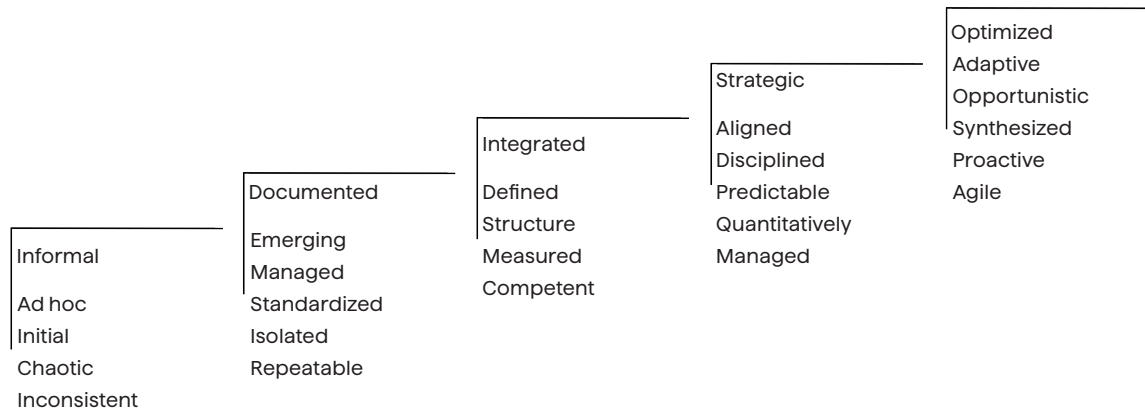 Informal
Ad hoc
Initial
Chaotic
Inconsistent
Documented
Emerging
Managed
Standardized
Isolated
Repeatable
Integrated
Defined
Structure
Measured
Competent
Strategic
Aligned
Disciplined
Predictable
Quantitatively
Managed
Optimized
Adaptive
Opportunistic
Synthesized
Proactive
Agile